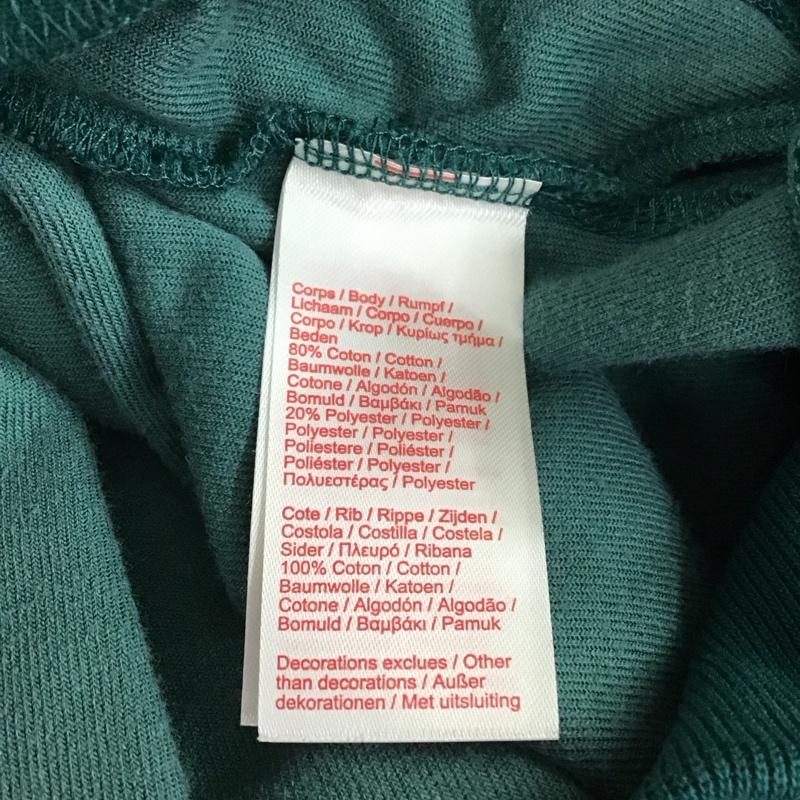 Corps / Body / Rumpf /
Lichaam / Corpo / Cuerpo /
Corpo / Krop / Κυρίως τμήμα /
Beden
80% Coton / Cotton /
Baumwolle / Katoen /
Cotone / Algodón / Algodão /
Bomuld / Βαμβάκι / Pamuk
20% Polyester / Polyester /
Polyester / Polyester /
Poliestere / Poliéster /
Poliéster / Polyester /
Πολυεστέρας / Polyester
Cote / Rib / Rippe / Zijden /
Costola / Costilla / Costela /
Sider / Πλευρό / Ribana
100% Coton / Cotton /
Baumwolle / Katoen /
Cotone / Algodón / Algodão /
Bomuld / Βαμβάκι / Pamuk
Decorations exclues / Other
than decorations / Außer
dekorationen / Met uitsluiting